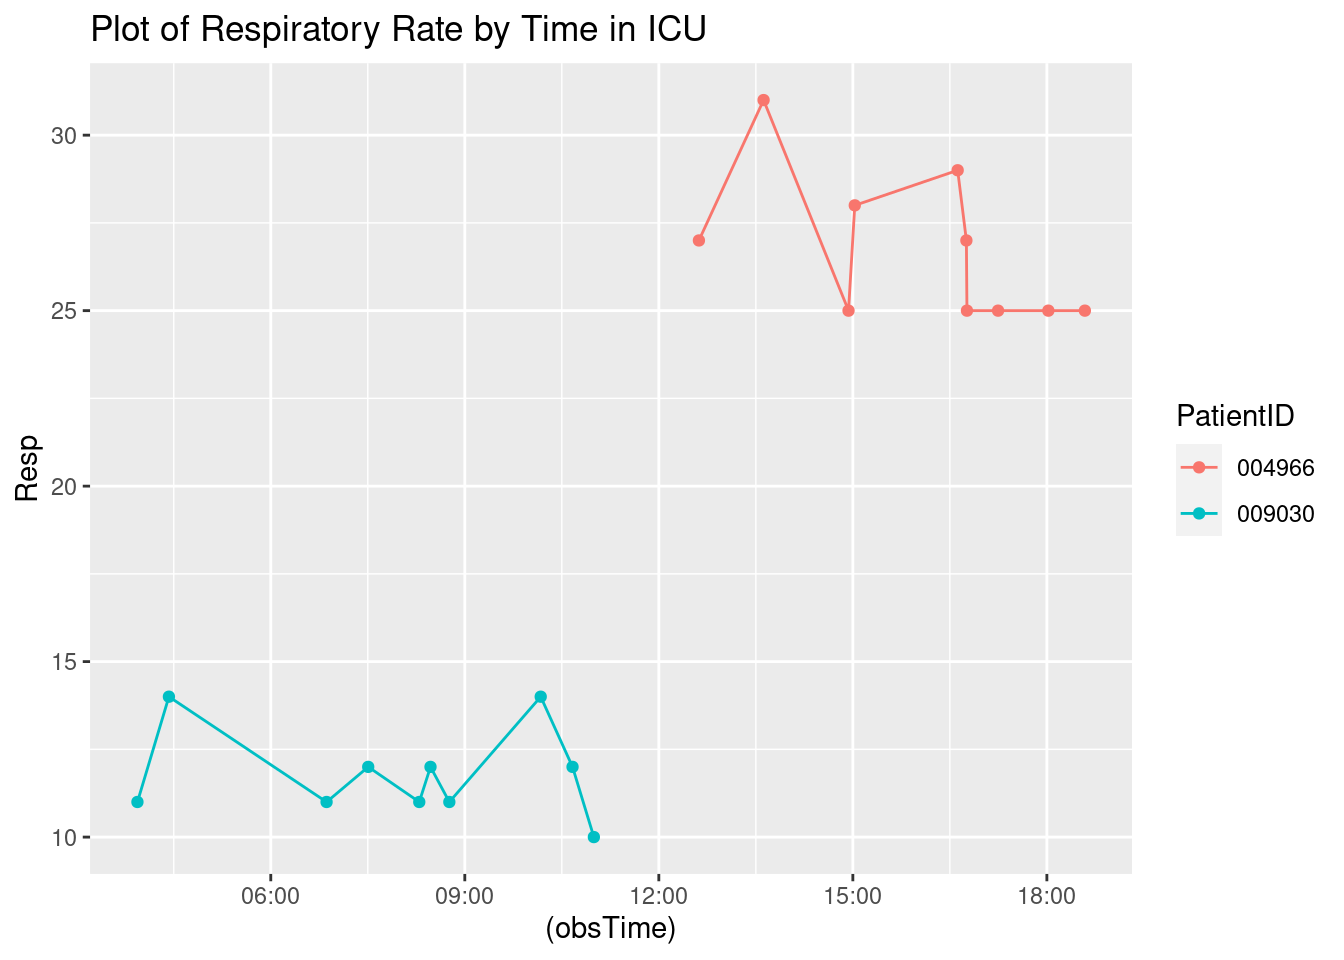 Plot of Respiratory Rate by Time in ICU
30
25
20
15
10
Resp
06:00 09:00 12:00 15:00 18:00
(obsTime)
PatientID
004966
009030